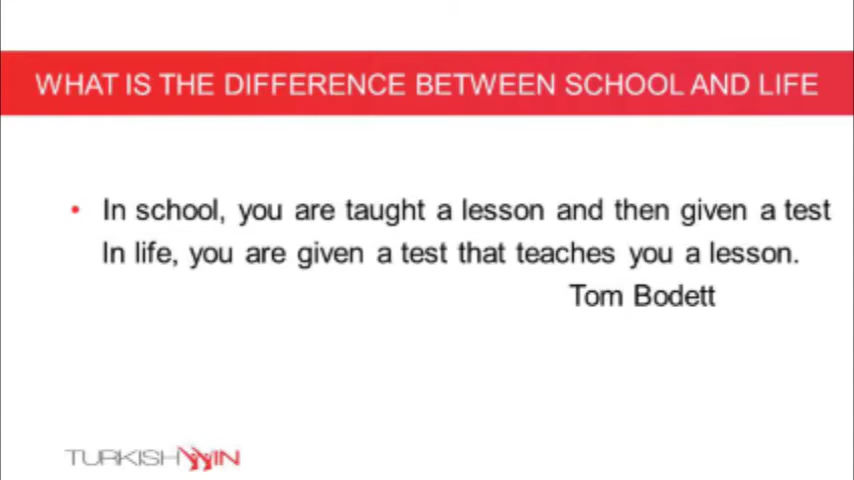 WHAT IS THE DIFFERENCE BETWEEN SCHOOL AND LIFE
• In school, you are taught a lesson and then given a test
In life, you are given a test that teaches you a lesson.
Tom Bodett
TURKISHWIN